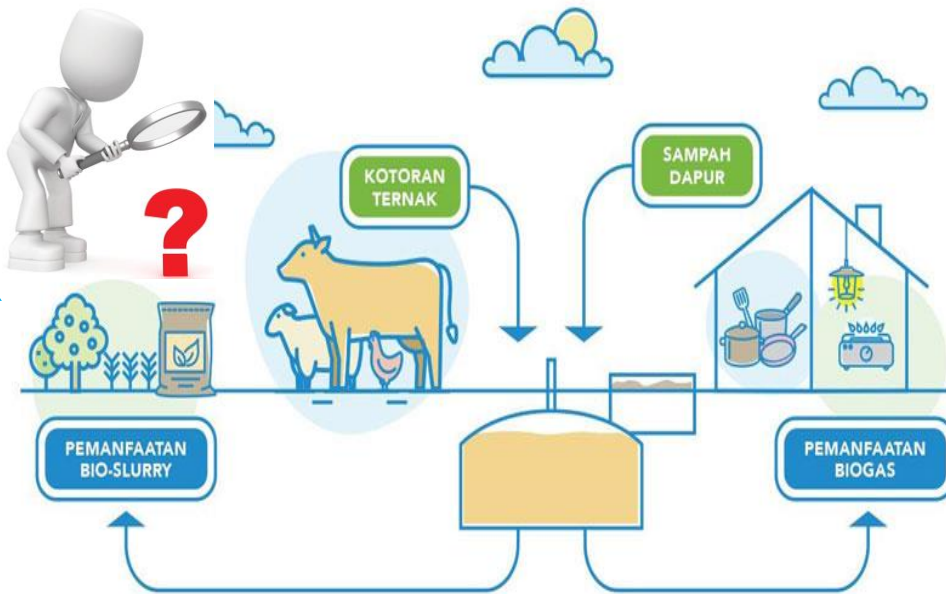 ?
KOTORAN
TERNAK
SAMPAH
DAPUR
PEMANFAATAN
BIO-SLURRY
PEMANFAATAN
BIOGAS